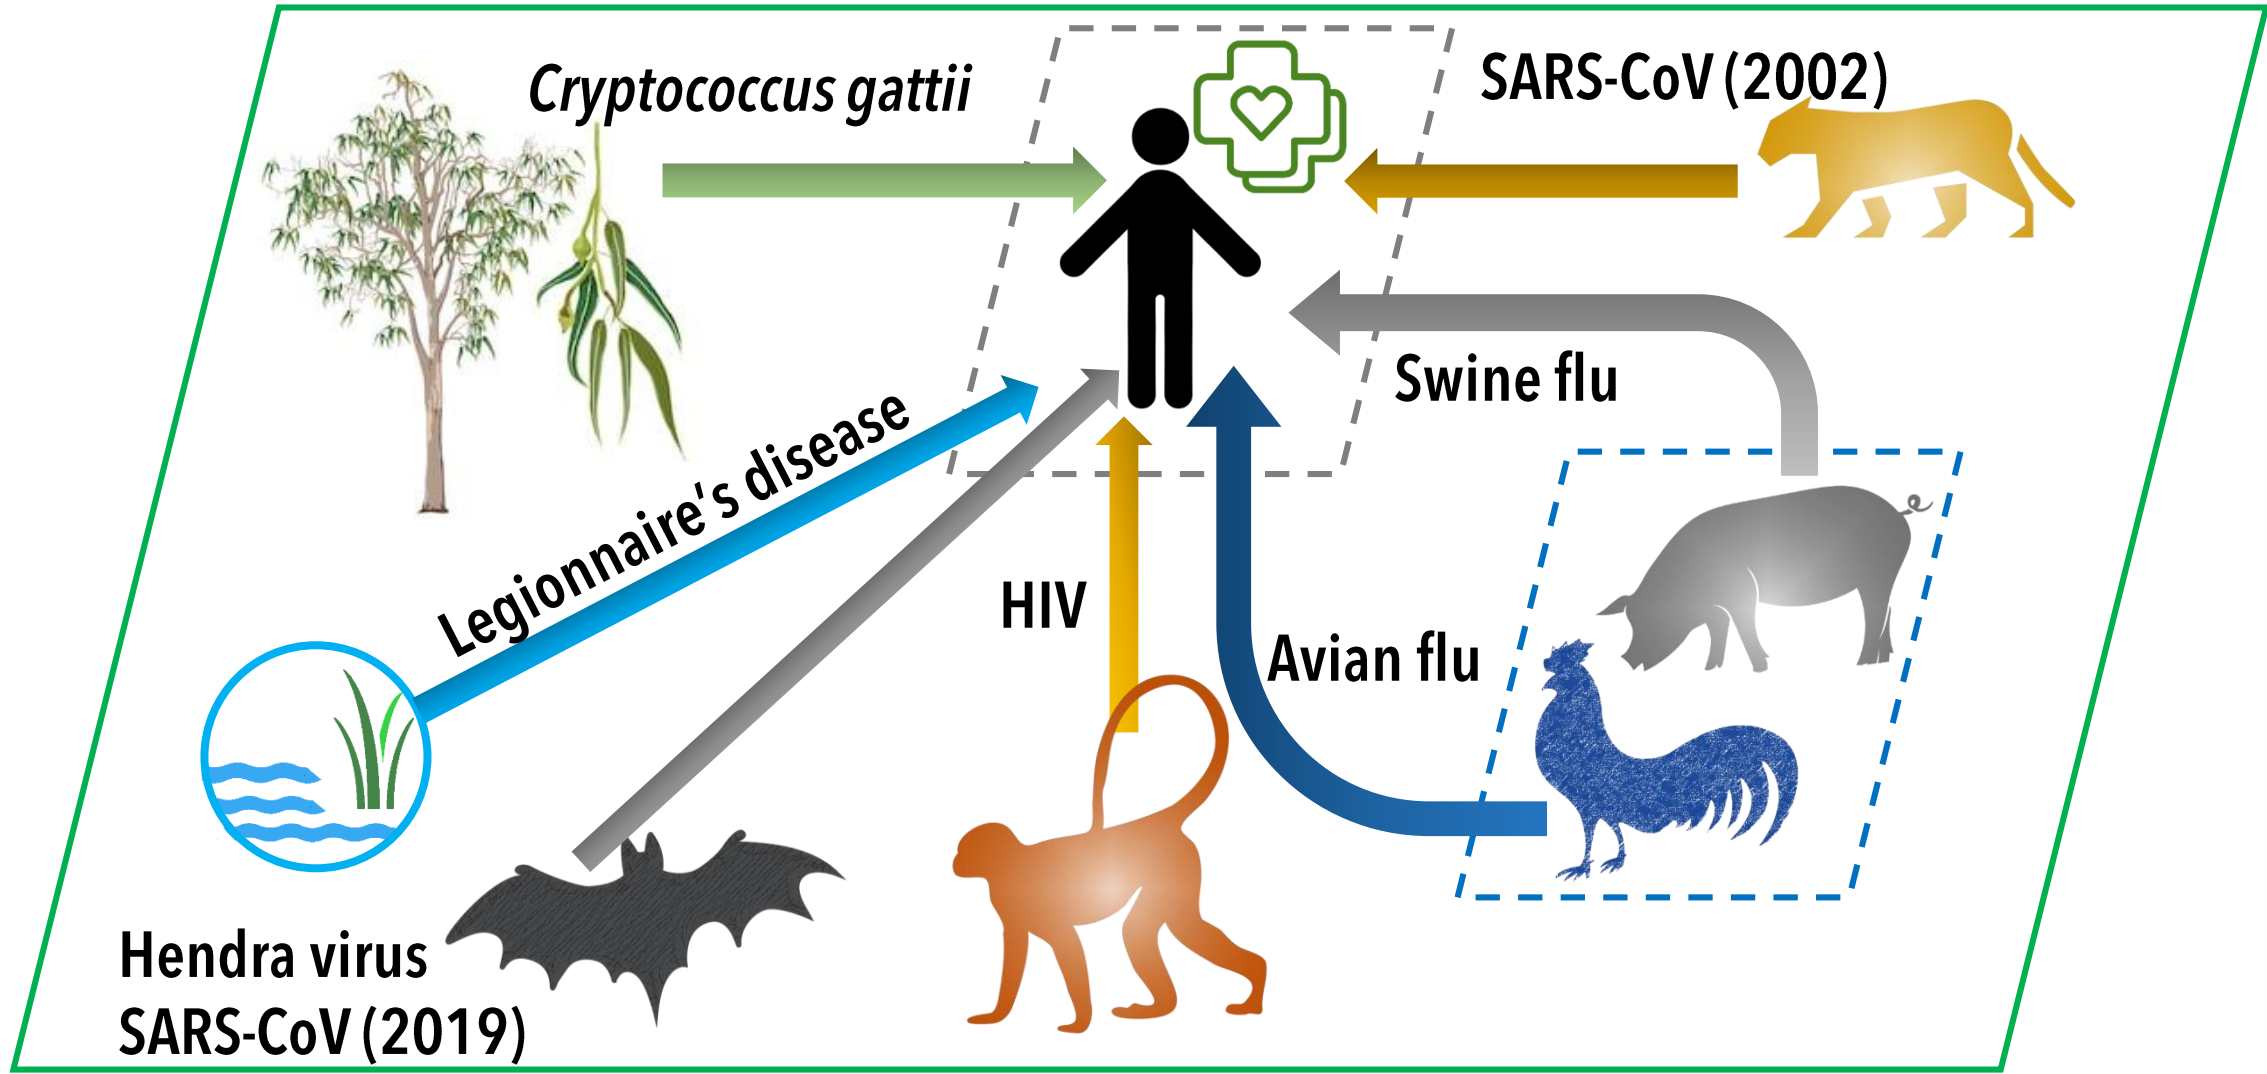 Cryptococcus gattii
SARS-CoV (2002)
Swine flu
Legionnaire's disease
HIV
Avian flu
Hendra virus
SARS-CoV (2019)